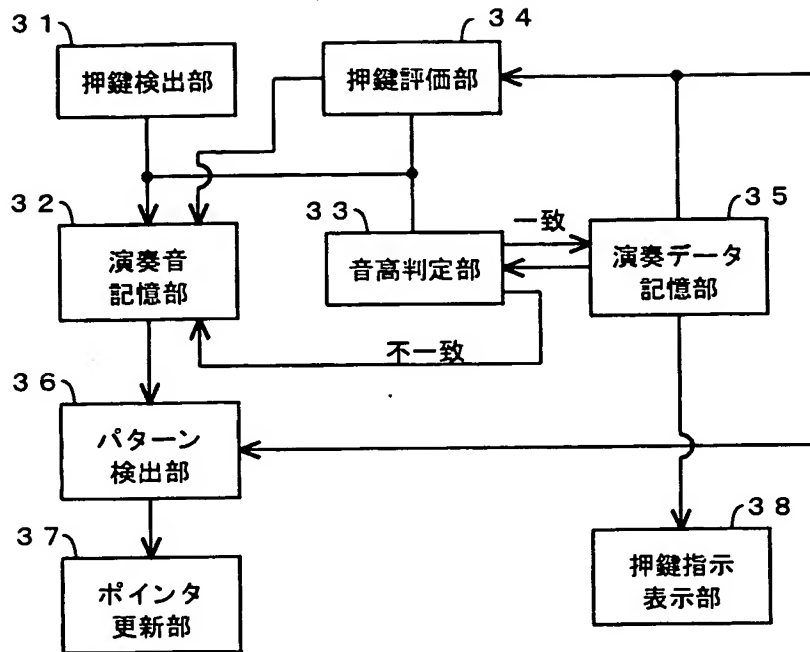 31
押鍵検出部
34
押鍵評価部
32
演奏音
記憶部
33
音高判定部
一致
35
演奏データ
記憶部
不一致
36
パターン
検出部
37
ポインタ
更新部
38
押鍵指示
表示部